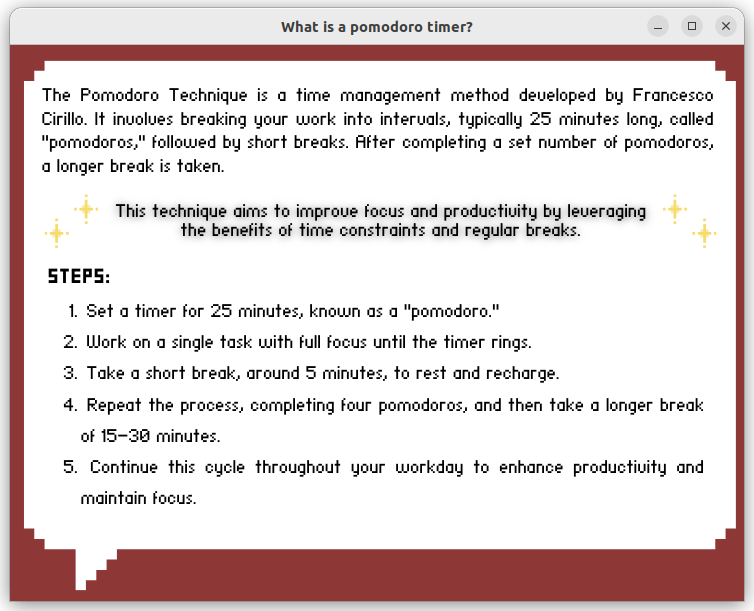 What is a pomodoro timer?
The Pomodoro Technique is a time management method developed by Francesco
Cirillo. It involves breaking your work into intervals, typically 25 minutes long, called
"pomodoros," followed by short breaks. After completing a set number of pomodoros,
a longer break is taken.
This technique aims to improve focus and productivity by leveraging
the benefits of time constraints and regular breaks.
STEPS:
1. Set a timer for 25 minutes, known as a "pomodoro."
2. Work on a single task with full focus until the timer rings.
3. Take a short break, around 5 minutes, to rest and recharge.
4. Repeat the process, completing four pomodoros, and then take a longer break
of 15-30 minutes.
5. Continue this cycle throughout your workday to enhance productivity and
maintain focus.